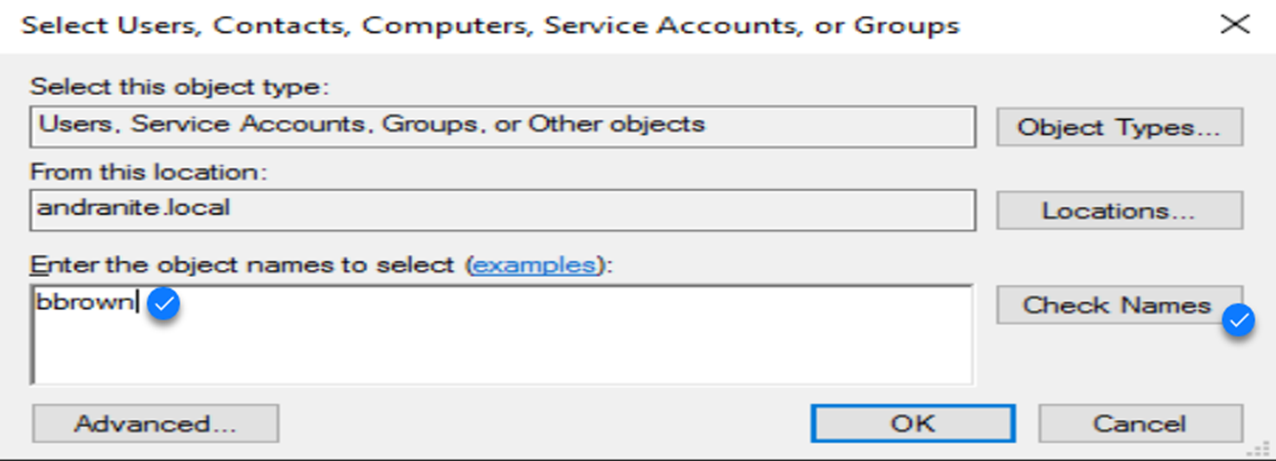 Select Users, Contacts, Computers, Service Accounts, or Groups
Select this object type:
Users, Service Accounts, Groups, or Other objects
Object Types...
From this location:
andranite.local
Locations...
Enter the object names to select (examples):
bbrown
Check Names
Advanced...
OK
Cancel